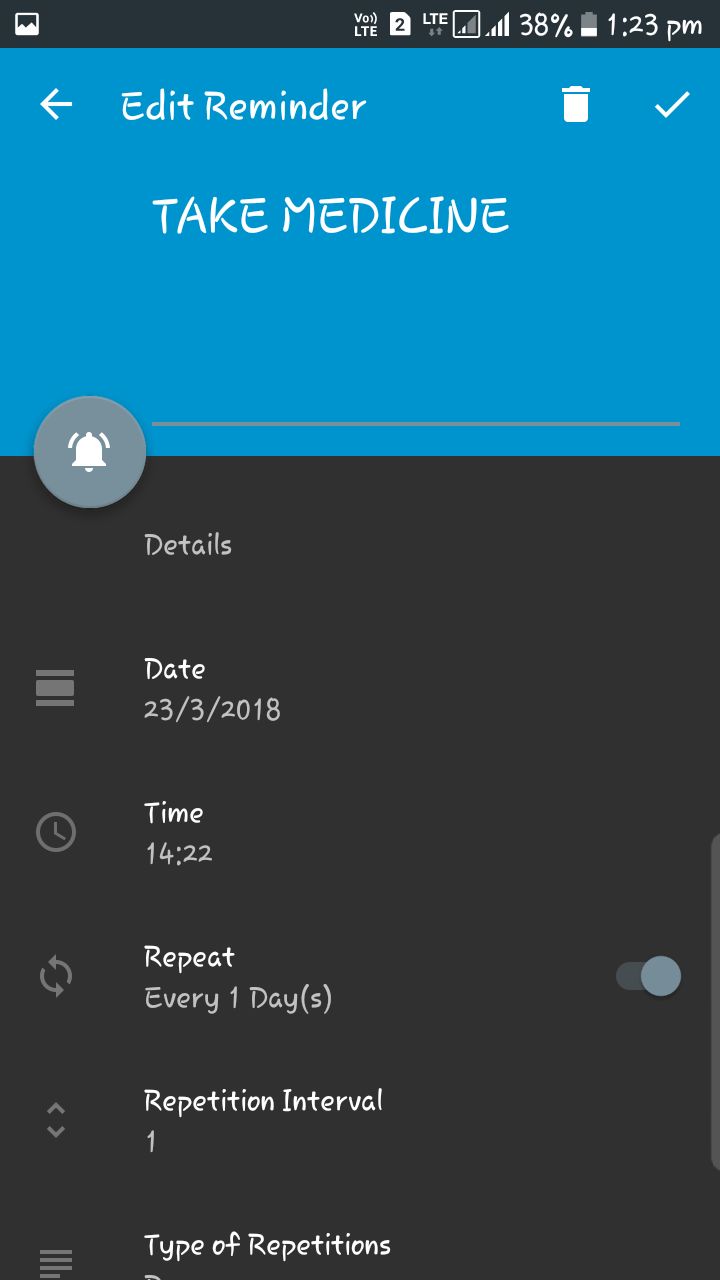 Vo)) LTE 2 LTE 38% 1:23 pm
Edit Reminder
TAKE MEDICINE
Details
Date
23/3/2018
Time
14:22
Repeat
Every 1 Day(s)
Repetition Interval
1
Type of Repetitions